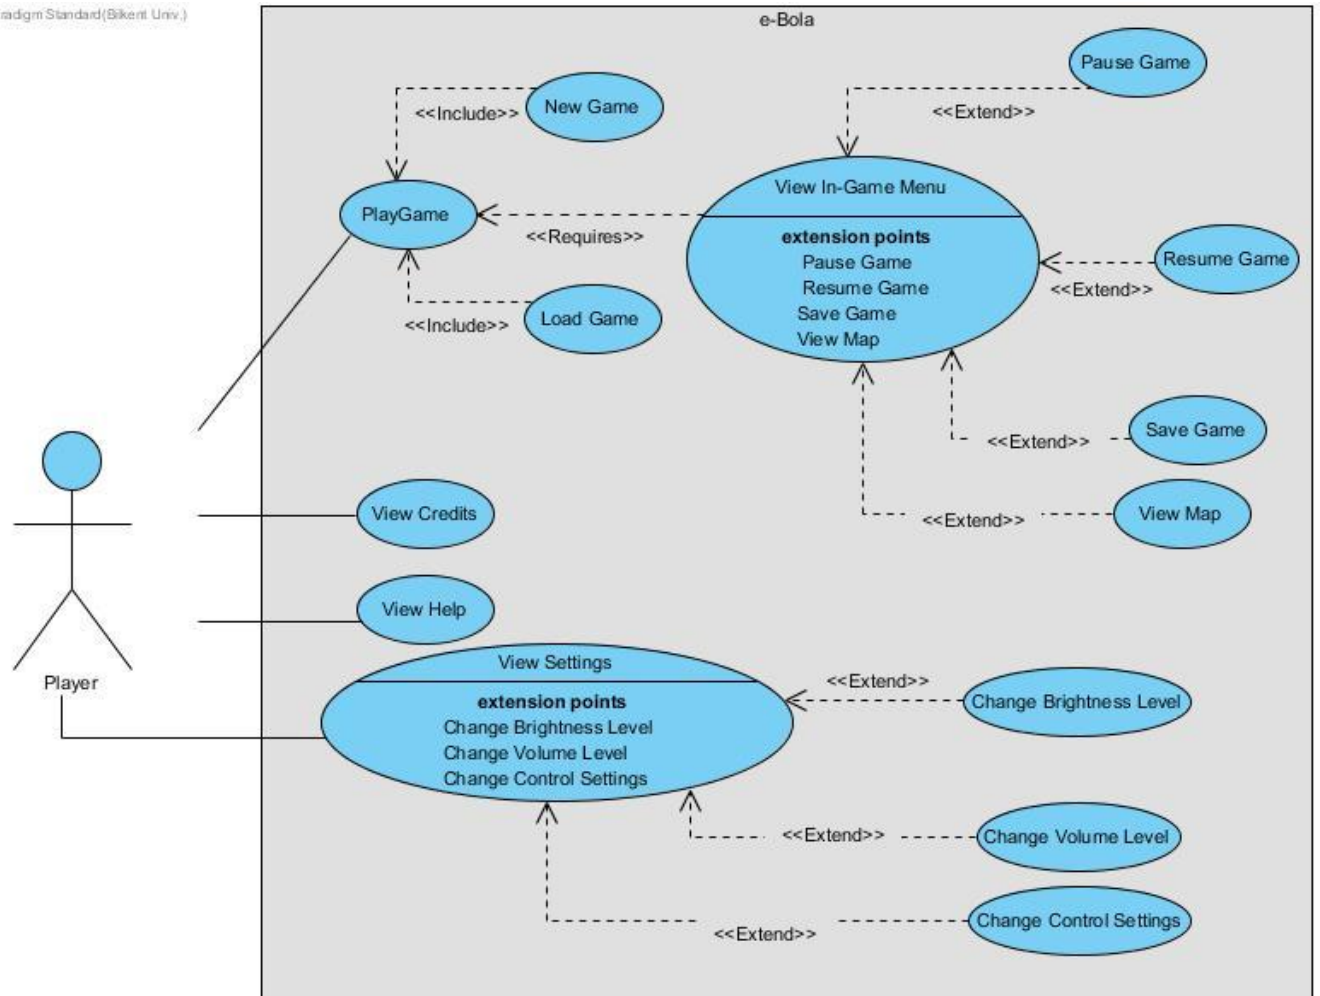 radigm Standard(Bilkent Univ.)
e-Bola
Pause Game
<<Extend>>
New Game
<<Include>>
View In-Game Menu
extension points
Pause Game
Resume Game
Save Game
View Map
PlayGame
<<Requires>>
Resume Game
<<Extend>>
Load Game
<<Include>>
Save Game
<<Extend>>
View Map
<<Extend>>
View Credits
View Help
Player
View Settings
extension points
Change Brightness Level
Change Volume Level
Change Control Settings
<<Extend>>
Change Brightness Level
<<Extend>>
Change Volume Level
<<Extend>>
Change Control Settings